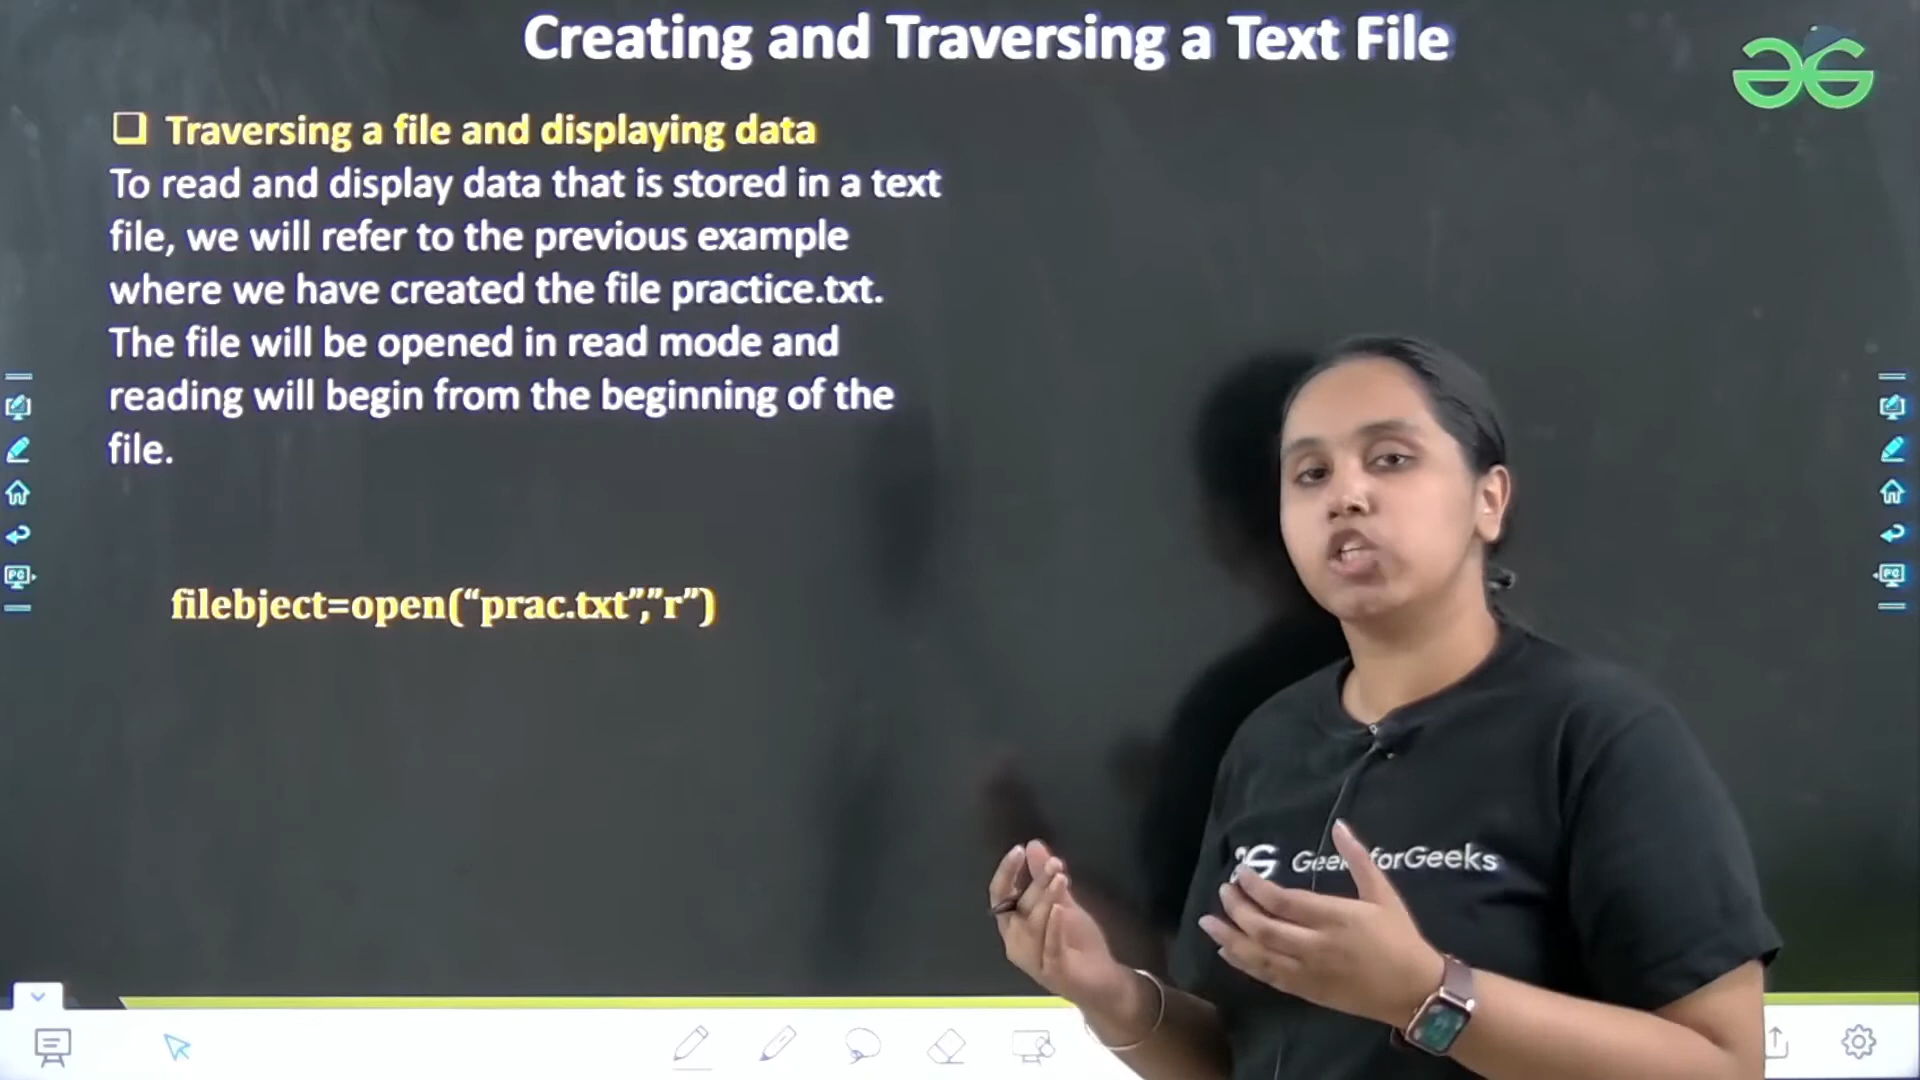 Creating and Traversing a Text File
Traversing a file and displaying data
To read and display data that is stored in a text
file, we will refer to the previous example
where we have created the file practice.txt.
The file will be opened in read mode and
reading will begin from the beginning of the
file.
filebject=open(“prac.txt”,”r”)
PC
PC